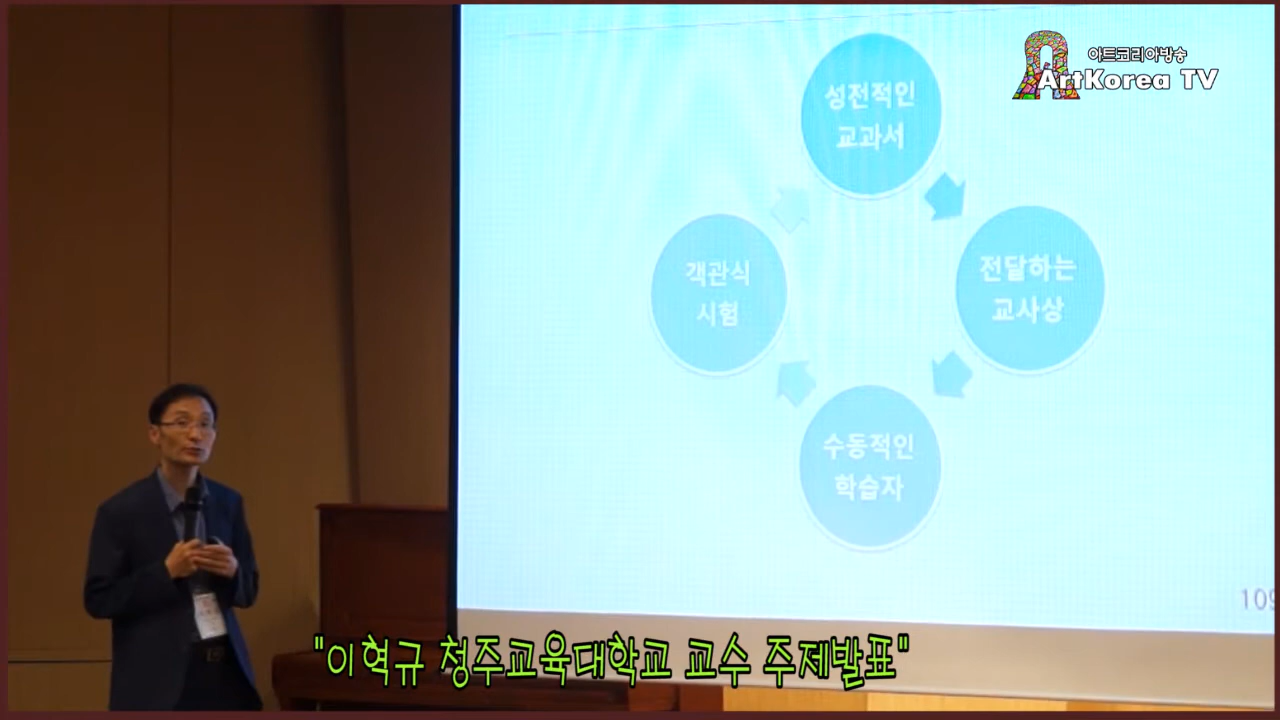 아트코리아방송
ArtKorea TV
성전적인
교과서
전달하는
교사상
수동적인
학습자
객관식
시험
109
"이혁규 청주교육대학교 교수 주제발표"